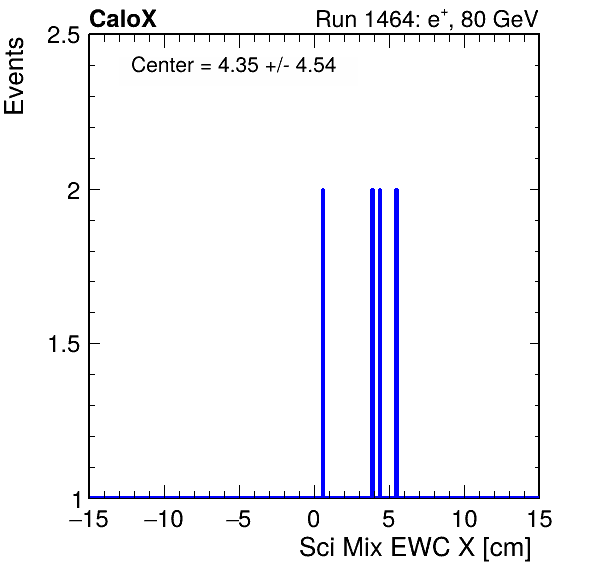 CaloX Run 1464: e⁺, 80 GeV
Center = 4.35 +/- 4.54
Events
2.5
2
1.5
1
−15 −10 −5 0 5 10 15
Sci Mix EWC X [cm]